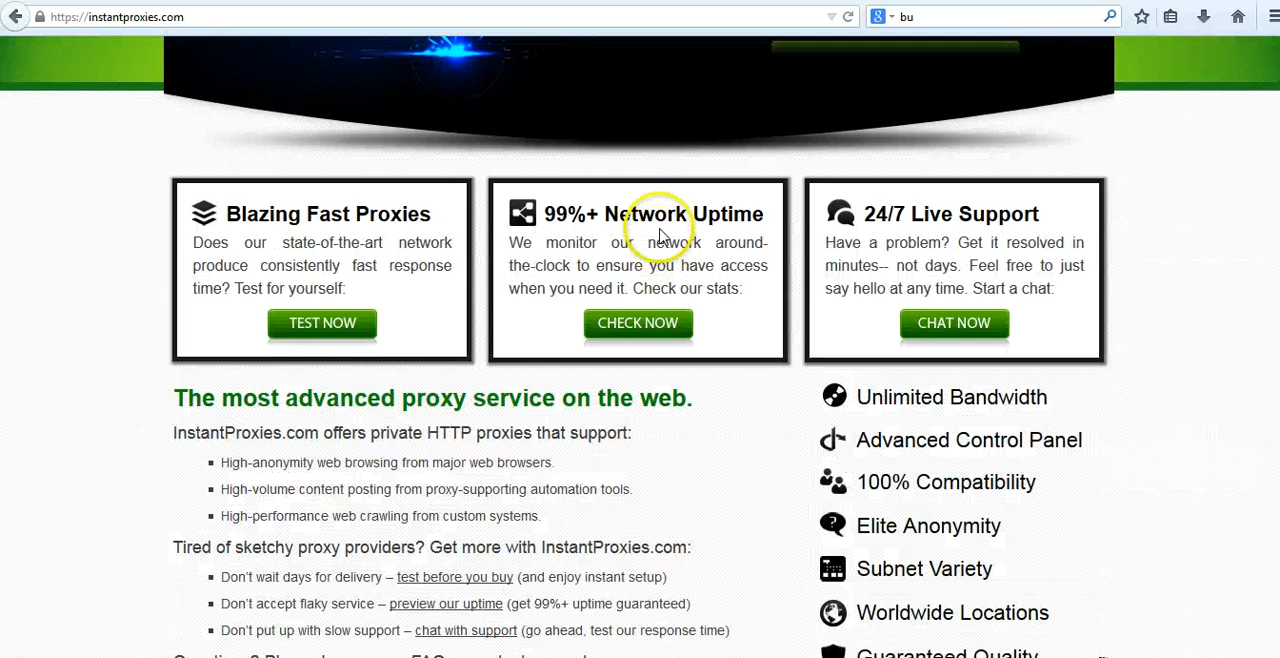 https://instantproxies.com
bu
Blazing Fast Proxies
Does our state-of-the-art network
produce consistently fast response
time? Test for yourself:
TEST NOW
99%+ Network Uptime
We monitor our network around-
the-clock to ensure you have access
when you need it. Check our stats:
CHECK NOW
24/7 Live Support
Have a problem? Get it resolved in
minutes-- not days. Feel free to just
say hello at any time. Start a chat:
CHAT NOW
The most advanced proxy service on the web.
InstantProxies.com offers private HTTP proxies that support:
High-anonymity web browsing from major web browsers.
High-volume content posting from proxy-supporting automation tools.
High-performance web crawling from custom systems.
Tired of sketchy proxy providers? Get more with InstantProxies.com:
Don't wait days for delivery – test before you buy (and enjoy instant setup)
Don't accept flaky service – preview our uptime (get 99%+ uptime guaranteed)
Don't put up with slow support – chat with support (go ahead, test our response time)
Unlimited Bandwidth
Advanced Control Panel
100% Compatibility
Elite Anonymity
Subnet Variety
Worldwide Locations
Guaranteed Quality